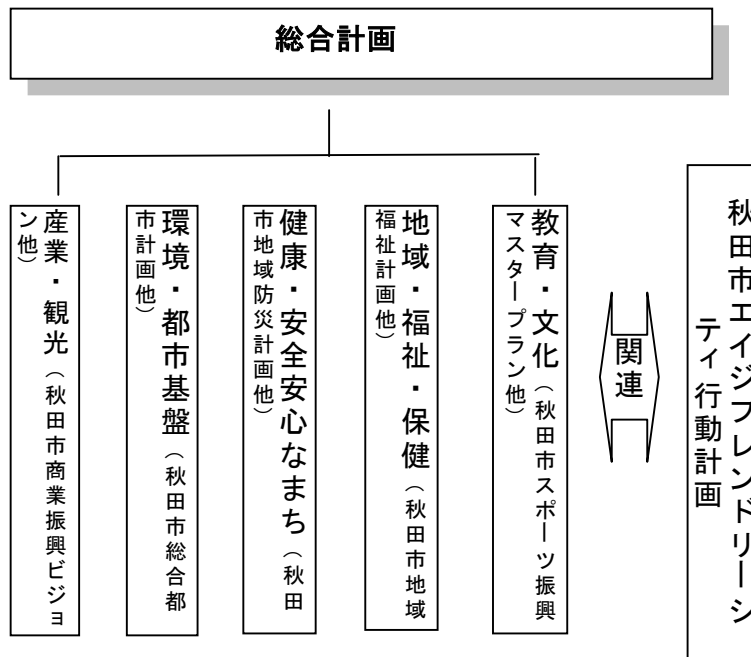 総合計画
産業・観光（秋田市商業振興ビジョ
ン他）
環境・都市基盤（秋田市総合都
市計画他）
健康・安全安心なまち（秋田
市地域防災計画他）
地域・福祉・保健（秋田市地域
福祉計画他）
教育・文化（秋田市スポーツ振興
マスタープラン他）
関連
秋田市エイジフレンドリーシ
ティ行動計画